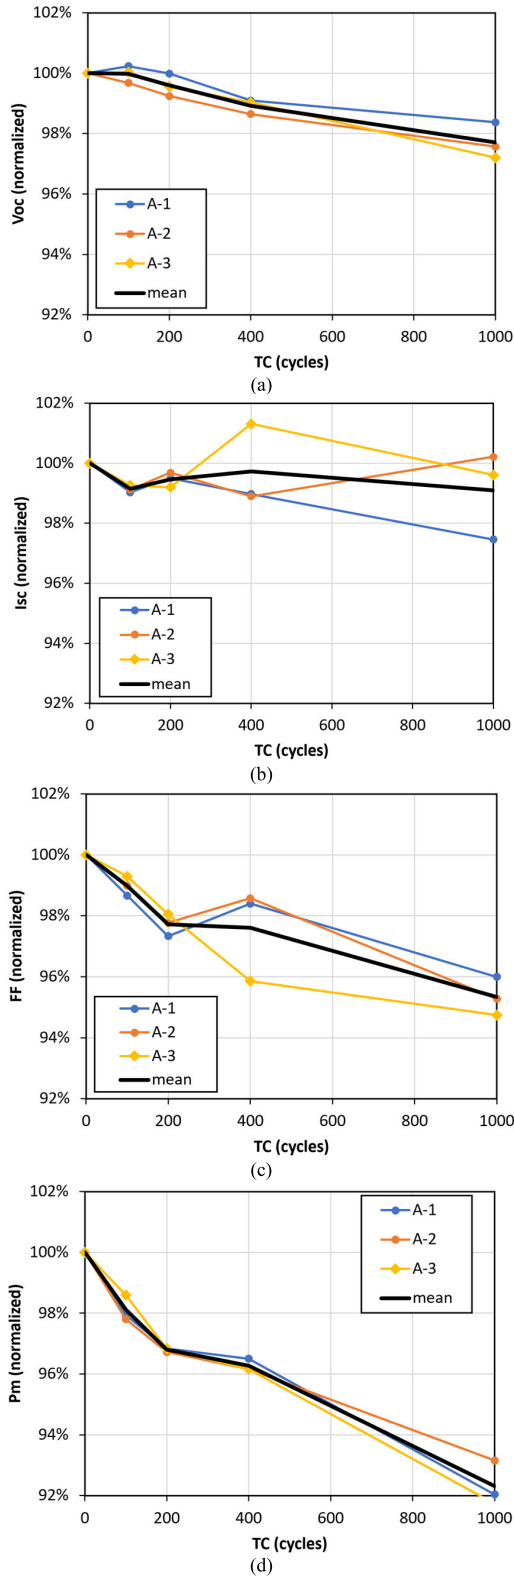 102%
100%
98%
96%
94%
92%
Voc (normalized)
A-1
A-2
A-3
mean
0 200 400 600 800 1000
TC (cycles)
(a)
102%
100%
98%
96%
94%
92%
Isc (normalized)
A-1
A-2
A-3
mean
0 200 400 600 800 1000
TC (cycles)
(b)
102%
100%
98%
96%
94%
92%
FF (normalized)
A-1
A-2
A-3
mean
0 200 400 600 800 1000
TC (cycles)
(c)
102%
100%
98%
96%
94%
92%
Pm (normalized)
A-1
A-2
A-3
mean
0 200 400 600 800 1000
TC (cycles)
(d)